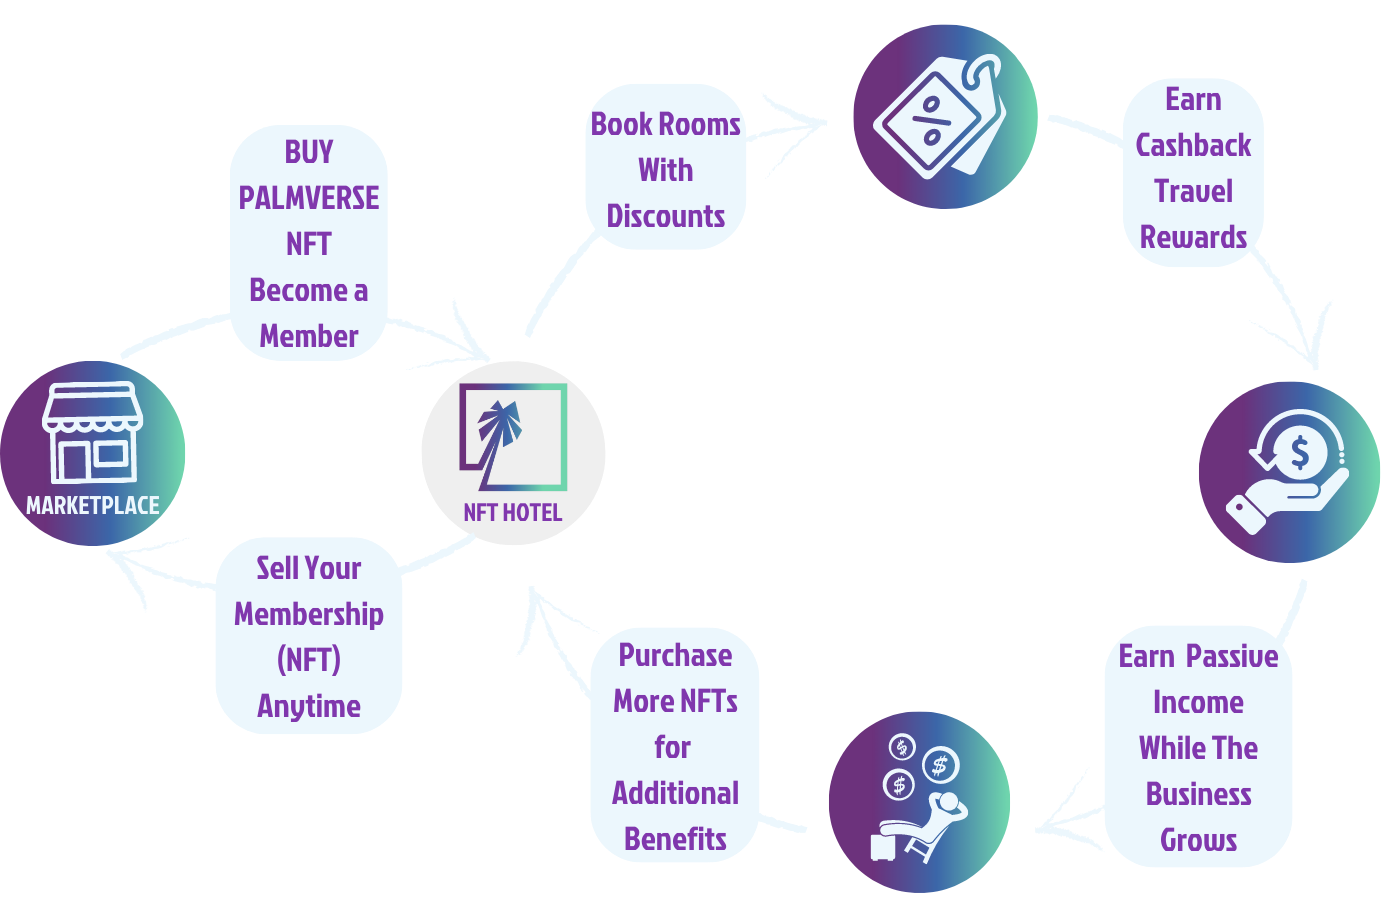 BUY
PALMVERSE
NFT
Become a
Member
Book Rooms
With
Discounts
%
Earn
Cashback
Travel
Rewards
MARKETPLACE
NFT HOTEL
$
Sell Your
Membership
(NFT)
Anytime
Purchase
More NFTs
for
Additional
Benefits
$
$
$
Earn  Passive
Income
While The
Business
Grows